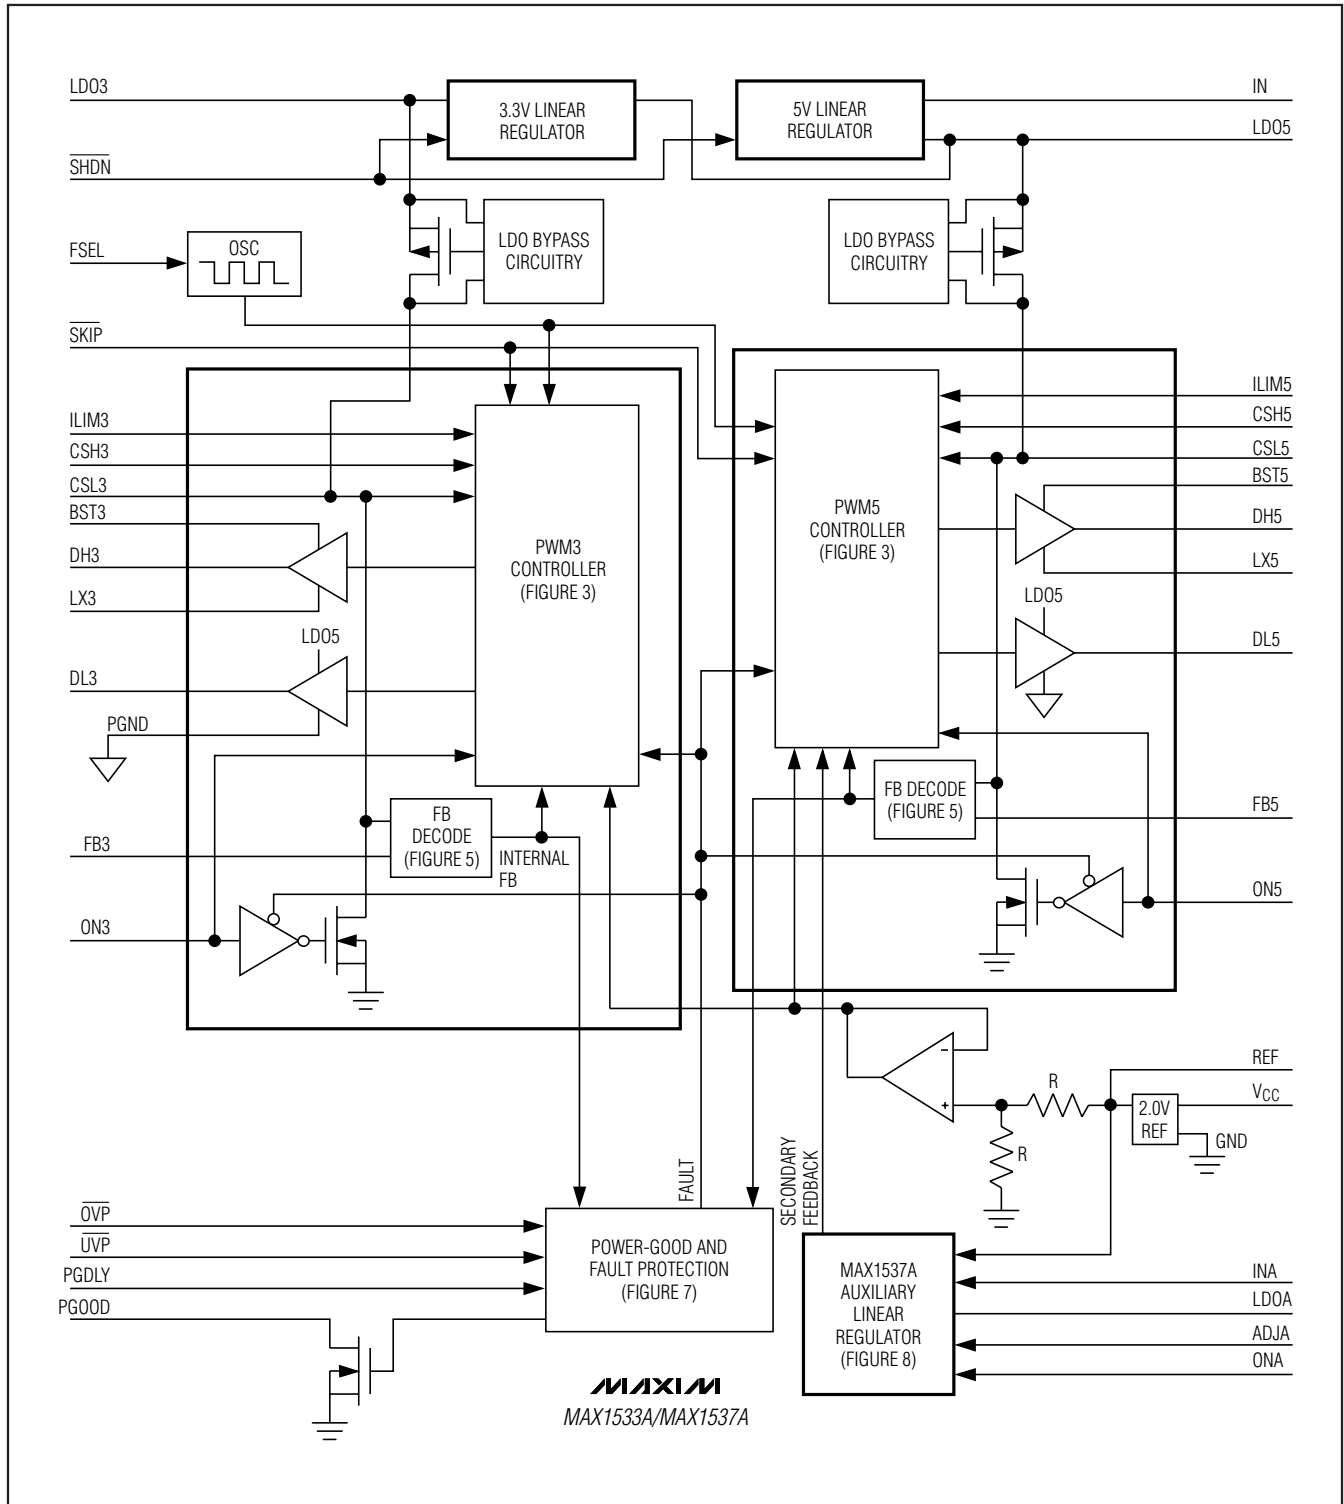 LDO3
3.3V LINEAR
REGULATOR
5V LINEAR
REGULATOR
IN
LDO5
SHDN
FSEL
OSC
LDO BYPASS
CIRCUITRY
LDO BYPASS
CIRCUITRY
SKIP
ILIM3
CSH3
CSL3
BST3
DH3
LX3
LDO5
DL3
PGND
PWM3
CONTROLLER
(FIGURE 3)
PWM5
CONTROLLER
(FIGURE 3)
ILIM5
CSH5
CSL5
BST5
DH5
LX5
LDO5
DL5
FB
DECODE
(FIGURE 5)
INTERNAL
FB
FB3
ON3
FB DECODE
(FIGURE 5)
FB5
ON5
-
+
R
R
REF
VCC
2.0V
REF
GND
FAULT
SECONDARY
FEEDBACK
OVP
UVP
PGDLY
PGOOD
POWER-GOOD AND
FAULT PROTECTION
(FIGURE 7)
MAX1537A
AUXILIARY
LINEAR
REGULATOR
(FIGURE 8)
INA
LDOA
ADJA
ONA
MAXIM
MAX1533A/MAX1537A